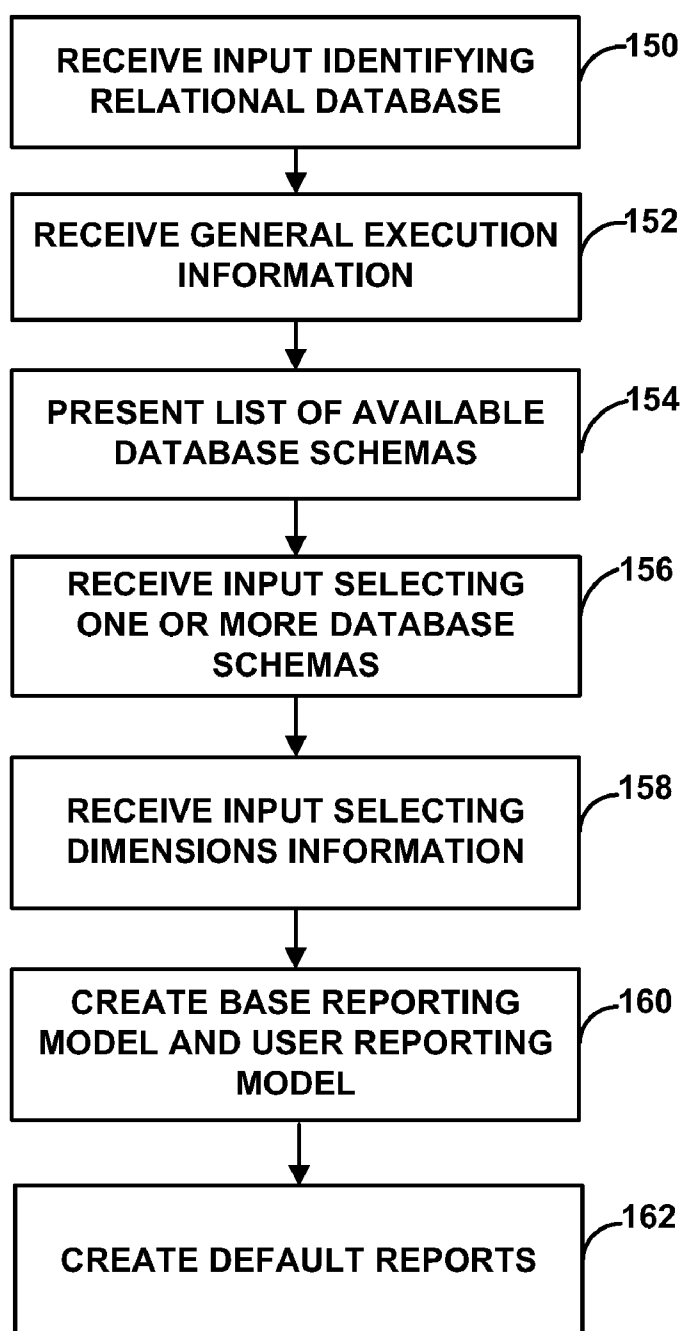 RECEIVE INPUT IDENTIFYING
RELATIONAL DATABASE
150
RECEIVE GENERAL EXECUTION
INFORMATION
152
PRESENT LIST OF AVAILABLE
DATABASE SCHEMAS
154
RECEIVE INPUT SELECTING
ONE OR MORE DATABASE
SCHEMAS
156
RECEIVE INPUT SELECTING
DIMENSIONS INFORMATION
158
CREATE BASE REPORTING
MODEL AND USER REPORTING
MODEL
160
CREATE DEFAULT REPORTS
162